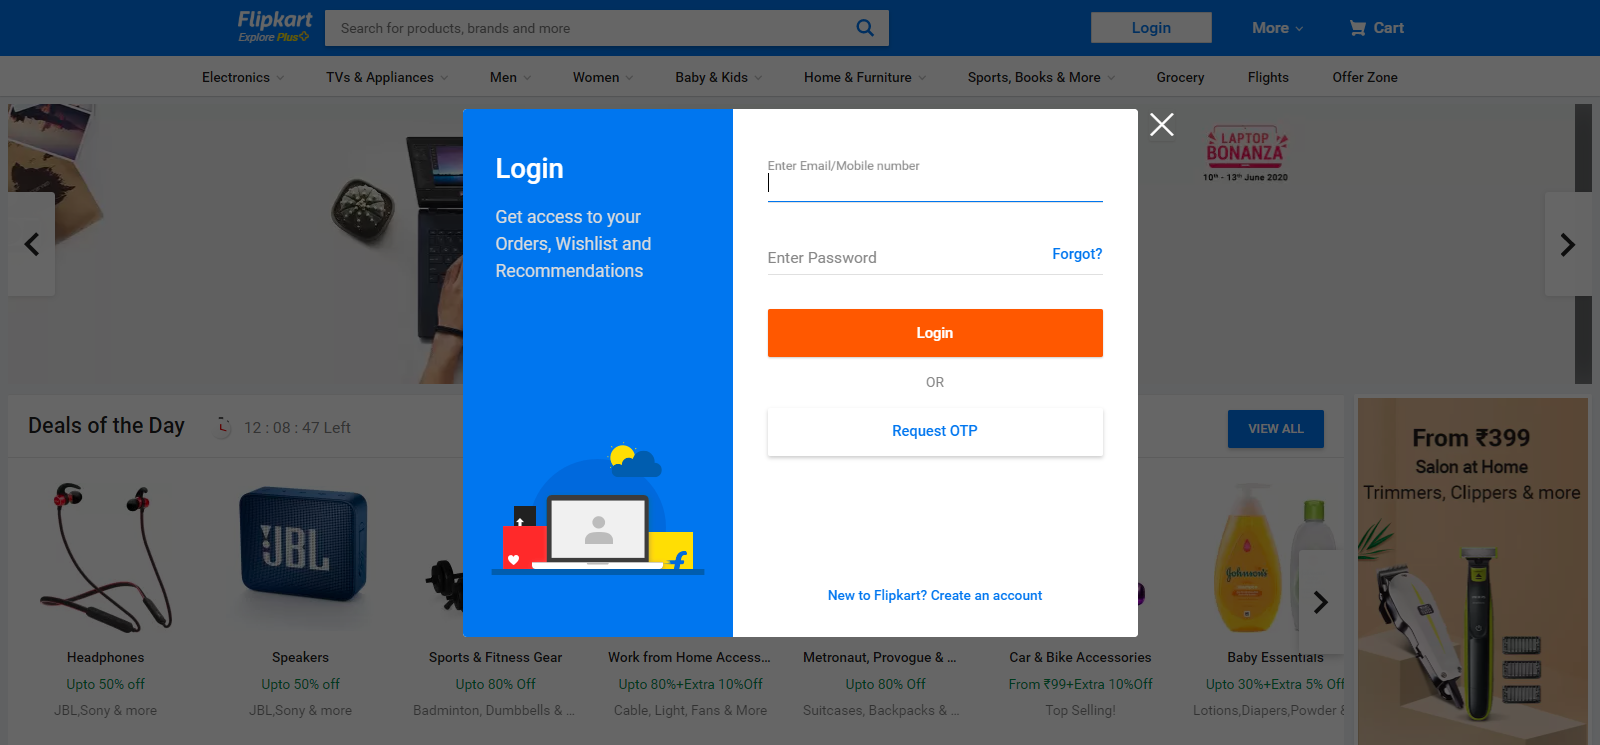 Flipkart
Explore Plus
Search for products, brands and more
Login
More
Cart
Electronics
TVs & Appliances
Men
Women
Baby & Kids
Home & Furniture
Sports, Books & More
Grocery
Flights
Offer Zone
LAPTOP
BONANZA
10th - 13th June 2020
Login
Get access to your
Orders, Wishlist and
Recommendations
Enter Email/Mobile number
Enter Password
Forgot?
Login
OR
Request OTP
New to Flipkart? Create an account
Deals of the Day
12 : 08 : 47 Left
VIEW ALL
JBL
Johnson's
Headphones
Upto 50% off
JBL,Sony & more
Speakers
Upto 50% off
JBL,Sony & more
Sports & Fitness Gear
Upto 80% Off
Badminton, Dumbbells & ...
Work from Home Access...
Upto 80%+Extra 10%Off
Cable, Light, Fans & More
Metronaut, Provogue & ...
Upto 80% Off
Suitcases, Backpacks & ...
Car & Bike Accessories
From ₹99+Extra 10%Off
Top Selling!
Baby Essentials
Upto 30%+Extra 5% Off
Lotions,Diapers,Powder &
From ₹399
Salon at Home
Trimmers, Clippers & more